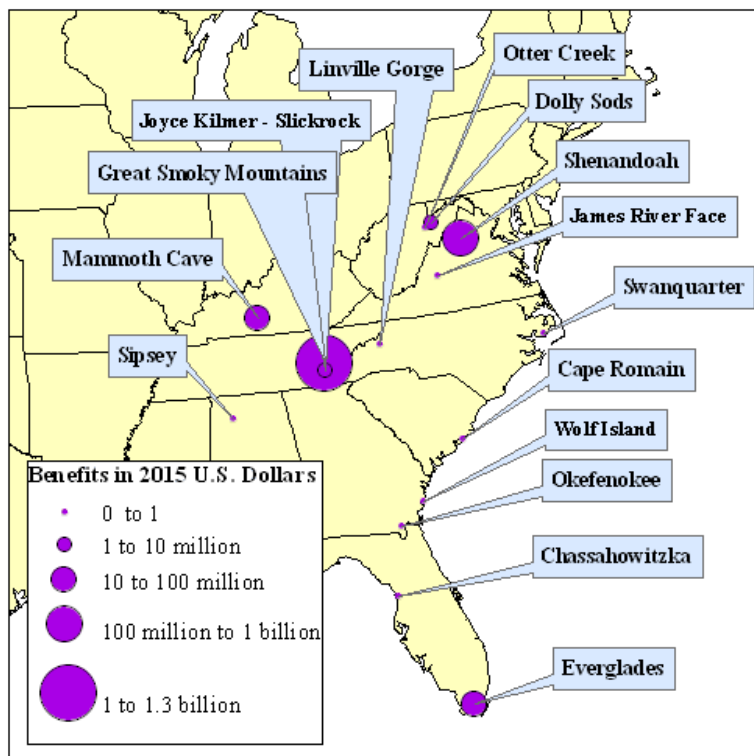 Otter Creek
Linville Gorge
Dolly Sods
Joyce Kilmer - Slickrock
Shenandoah
Great Smoky Mountains
James River Face
Mammoth Cave
Swanquarter
Sipsey
Cape Romain
Wolf Island
Benefits in 2015 U.S. Dollars
Okefenokee
0 to 1
1 to 10 million
Chassahowitzka
10 to 100 million
100 million to 1 billion
Everglades
1 to 1.3 billion